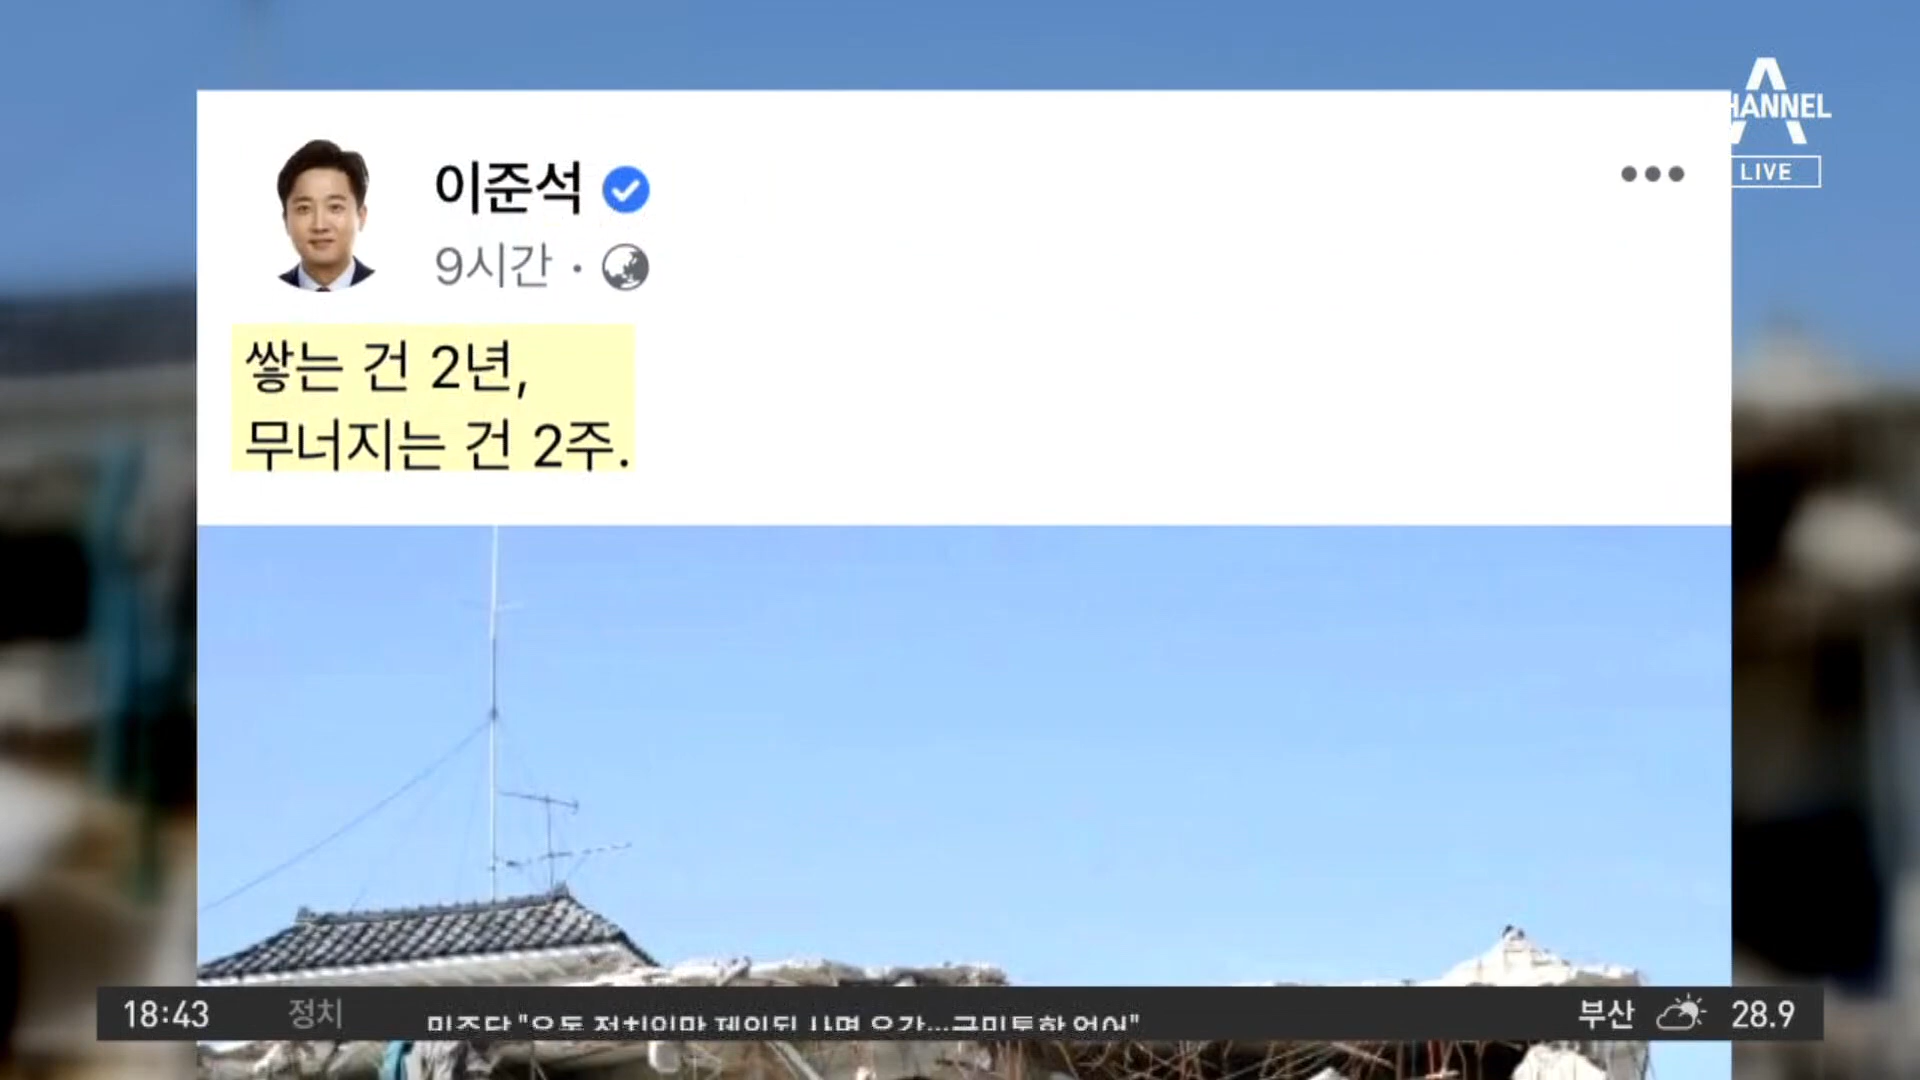 이준석
9시간 ·
쌓는 건 2년,
무너지는 건 2주.
CHANNEL A
LIVE
18:43 정치
부산 28.9